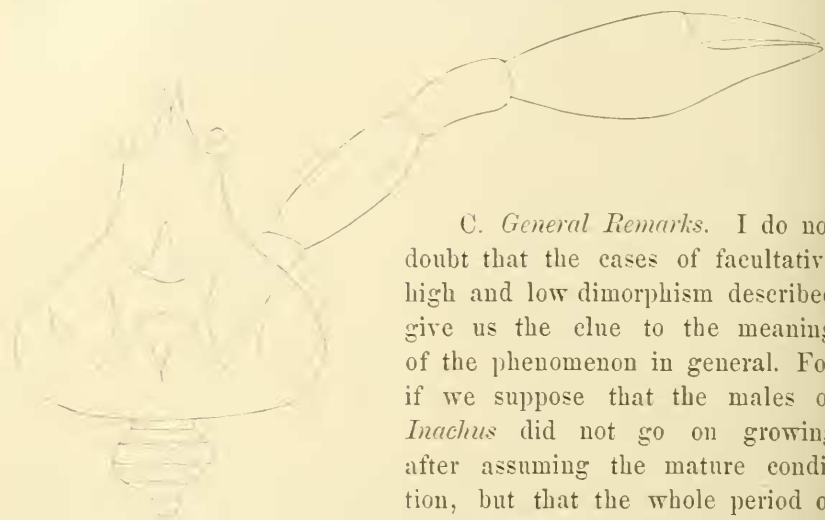 C. General Remarks. I do no
doubt that the cases of facultativ
high and low dimorphism describe
give us the clue to the meaning
of the phenomenon in general. Fo
if we suppose that the males o
Inachus did not go on growing
after assuming the mature condi
tion, but that the whole period o